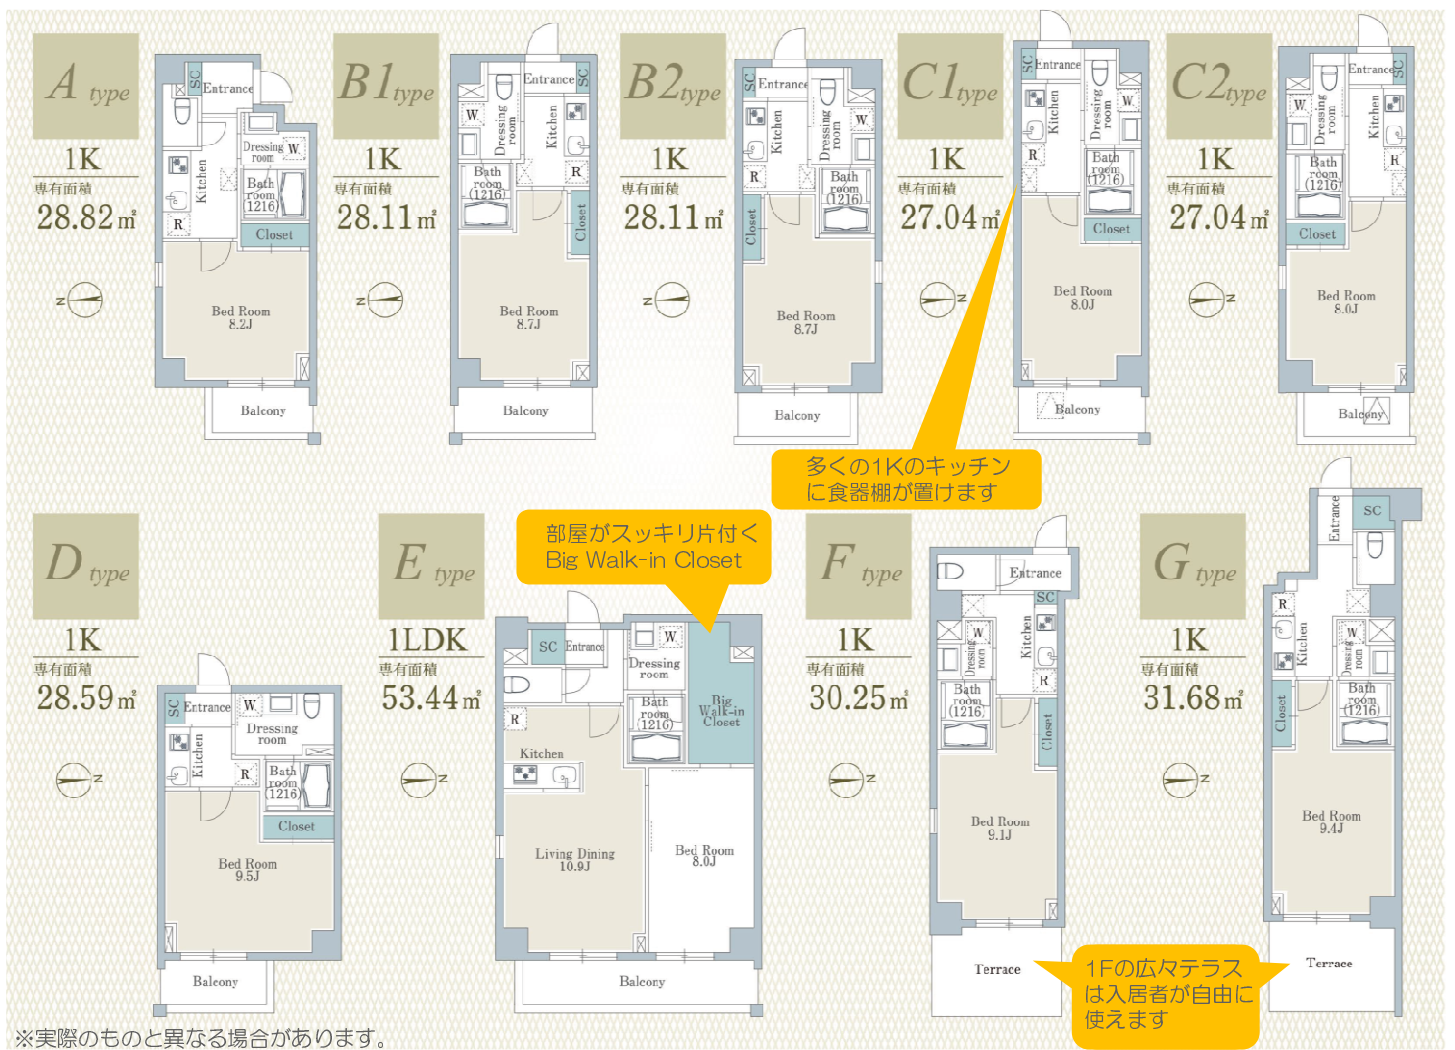 A type
1K
専有面積
28.82㎡
N
SC
Entrance
Dressing
room
W
Kitchen
Bath
room
(1216)
R
Closet
Bed Room
8.2J
Balcony
B1type
1K
専有面積
28.11㎡
N
Entrance
SC
W
Dressing
room
Kitchen
Bath
room
(1216)
R
Closet
Bed Room
8.7J
Balcony
B2type
1K
専有面積
28.11㎡
N
SC
Entrance
Kitchen
Dressing
room
W
R
Bath
room
(1216)
Closet
Bed Room
8.7J
Balcony
C1type
1K
専有面積
27.04㎡
N
SC
Entrance
Kitchen
Dressing
room
W
R
Bath
room
(1216)
Closet
Bed Room
8.0J
Balcony
C2type
1K
専有面積
27.04㎡
N
Entrance
SC
W
Dressing
room
Kitchen
Bath
room
(1216)
R
Closet
Bed Room
8.0J
Balcony
多くの1Kのキッチン
に食器棚が置けます
D type
1K
専有面積
28.59㎡
N
SC
Entrance
W
Dressing
room
Kitchen
R
Bath
room
(1216)
Closet
Bed Room
9.5J
Balcony
E type
1LDK
専有面積
53.44㎡
N
部屋がスッキリ片付く
Big Walk-in Closet
SC
Entrance
W
Dressing
room
R
Bath
room
(1216)
Big
Walk-in
Closet
Kitchen
Living Dining
10.9J
Bed Room
8.0J
Balcony
F type
1K
専有面積
30.25㎡
N
Entrance
SC
W
Dressing
room
Kitchen
R
Bath
room
(1216)
Closet
Bed Room
9.1J
Terrace
G type
1K
専有面積
31.68㎡
N
Entrance
SC
R
Kitchen
W
Dressing
room
Closet
Bath
room
(1216)
Bed Room
9.4J
Terrace
1Fの広々テラス
は入居者が自由に
使えます
※実際のものと異なる場合があります。